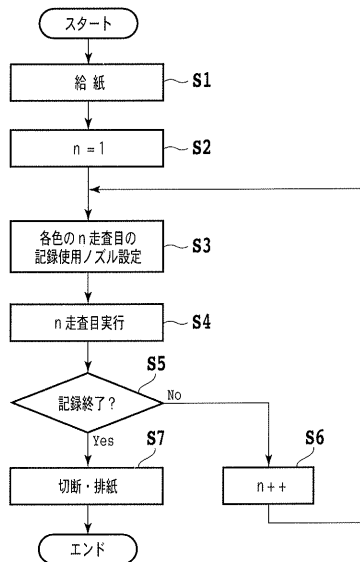 スタート
給 紙
S1
n = 1
S2
各色のn走査目の
記録使用ノズル設定
S3
n走査目実行
S4
S5
記録終了?
No
Yes
S7
切断・排紙
S6
n++
エンド